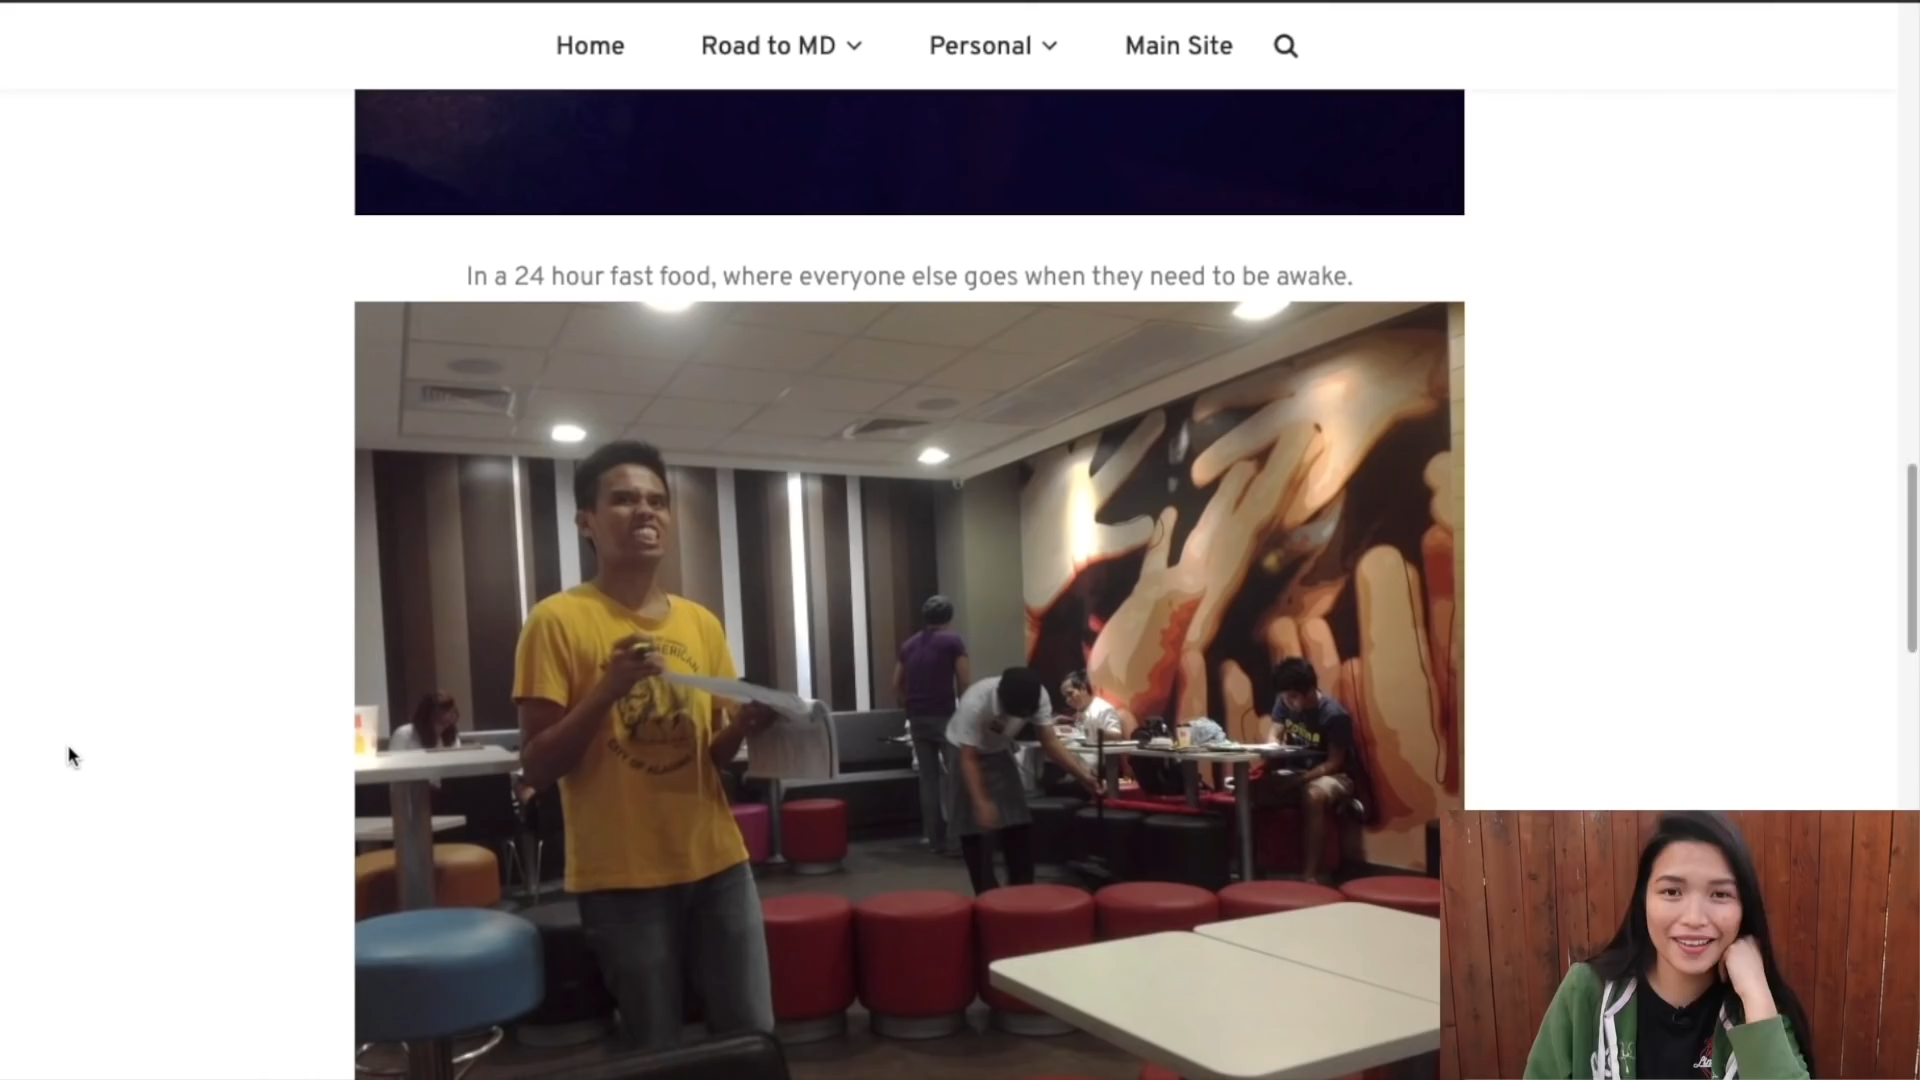 Home
Road to MD
Personal
Main Site
In a 24 hour fast food, where everyone else goes when they need to be awake.